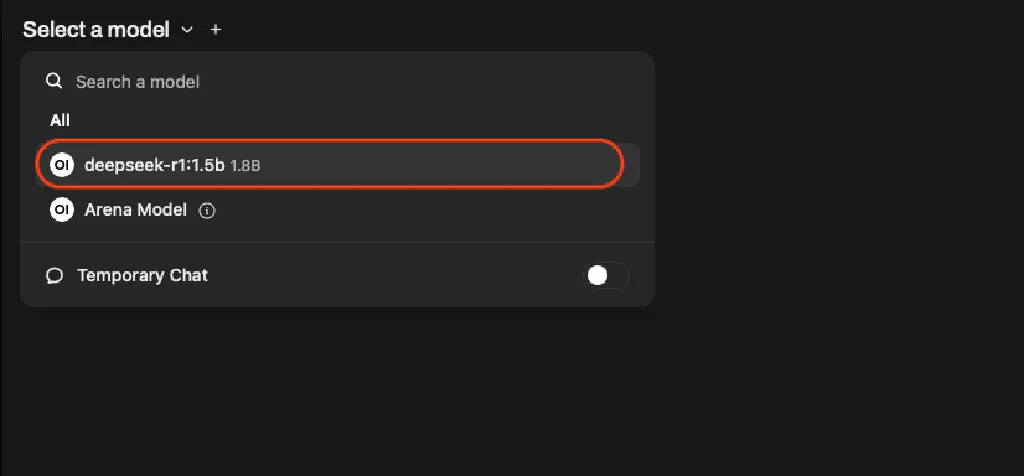 Select a model +
Search a model
All
OI deepseek-r1:1.5b 1.8B
OI Arena Model
Temporary Chat